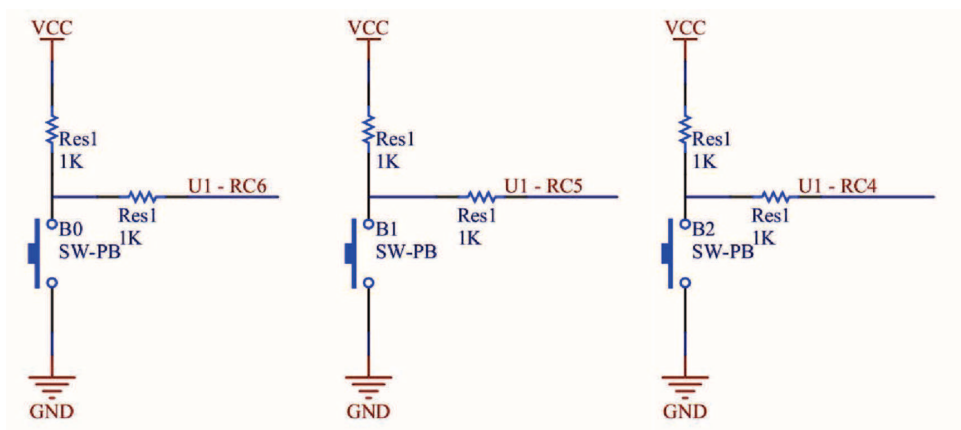 VCC
Res1
1K
U1 - RC6
Res1
1K
B0
SW-PB
GND
VCC
Res1
1K
U1 - RC5
Res1
1K
B1
SW-PB
GND
VCC
Res1
1K
U1 - RC4
Res1
1K
B2
SW-PB
GND